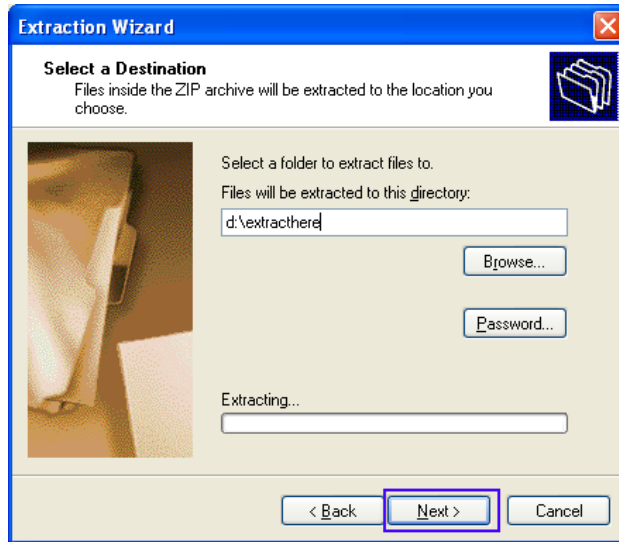 Extraction Wizard
Select a Destination
Files inside the ZIP archive will be extracted to the location you
choose.
Select a folder to extract files to.
Files will be extracted to this directory:
d:\extracthere
Browse...
Password...
Extracting...
< Back Next > Cancel